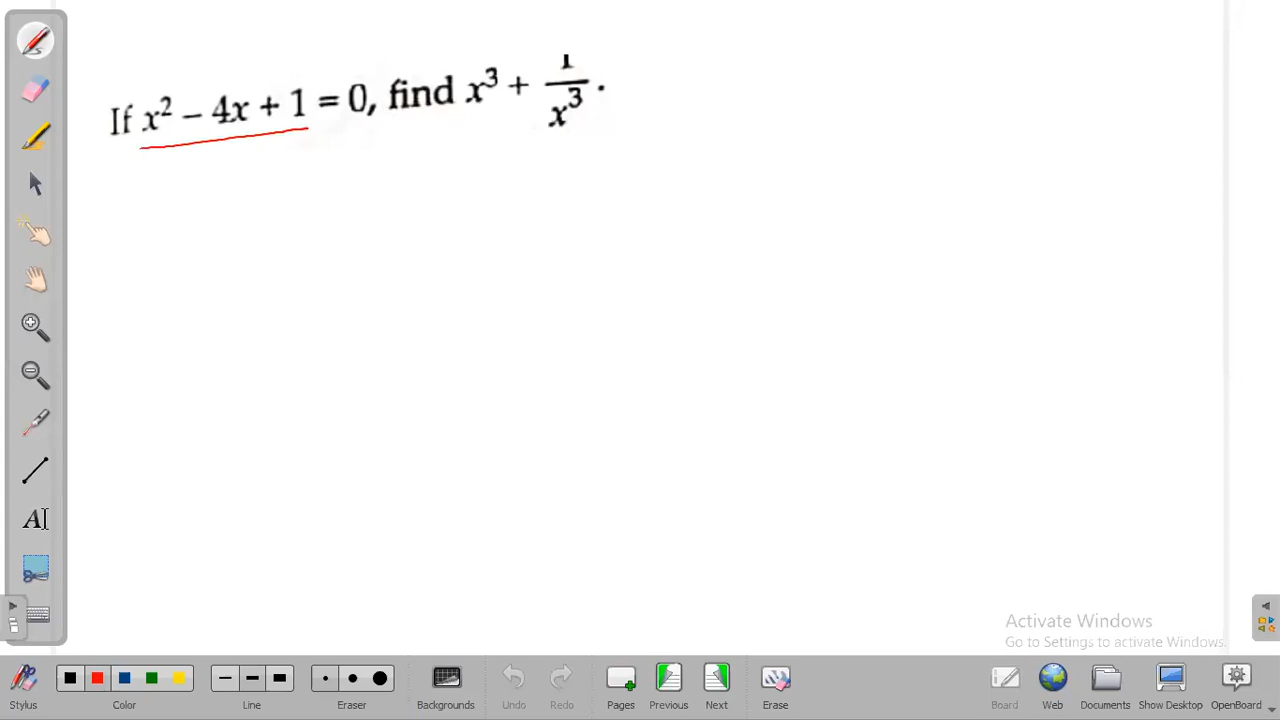 If x² − 4x + 1 = 0, find x³ + 1/x³.
A
Activate Windows
Go to Settings to activate Windows.
Stylus
Color
Line
Eraser
Backgrounds
Undo
Redo
Pages
Previous
Next
Erase
Board
Web
Documents
Show Desktop
OpenBoard